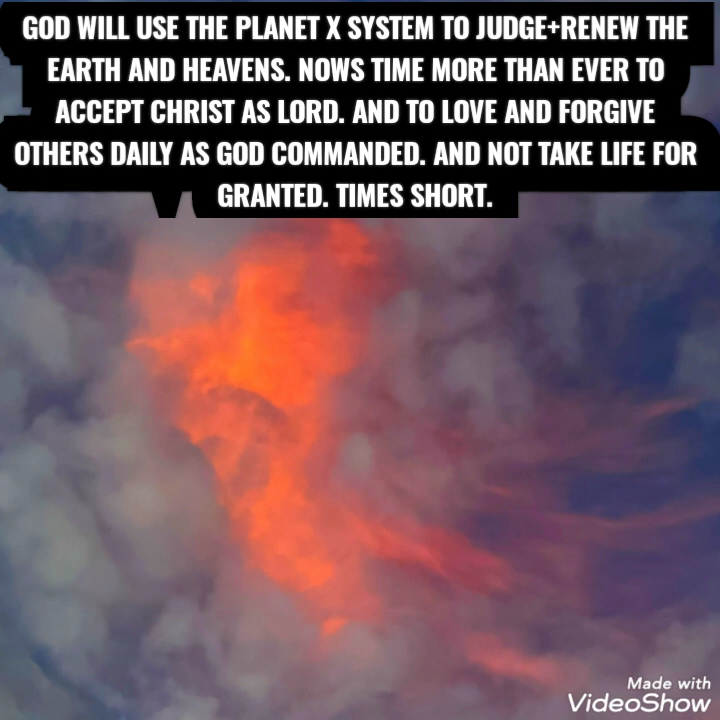 GOD WILL USE THE PLANET X SYSTEM TO JUDGE+RENEW THE
EARTH AND HEAVENS. NOWS TIME MORE THAN EVER TO
ACCEPT CHRIST AS LORD. AND TO LOVE AND FORGIVE
OTHERS DAILY AS GOD COMMANDED. AND NOT TAKE LIFE FOR
GRANTED. TIMES SHORT.
Made with
VideoShow